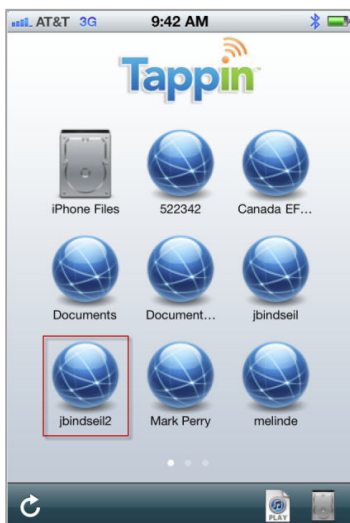 AT&T 3G 9:42 AM
Tappin
iPhone Files 522342 Canada EF...
Documents Document... jbindseil
jbindseil2 Mark Perry melinde
PLAY